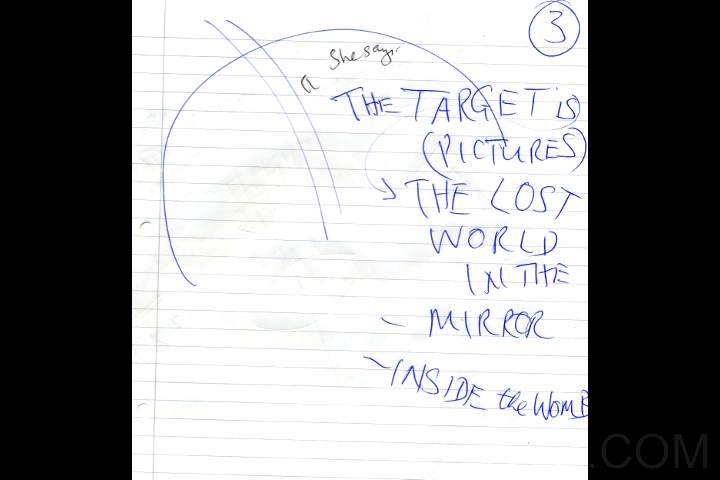 3
She says.
a
THE TARGET is
(PICTURES)
THE LOST
WORLD
IN THE
- MIRROR
- INSIDE the WOMB
.COM